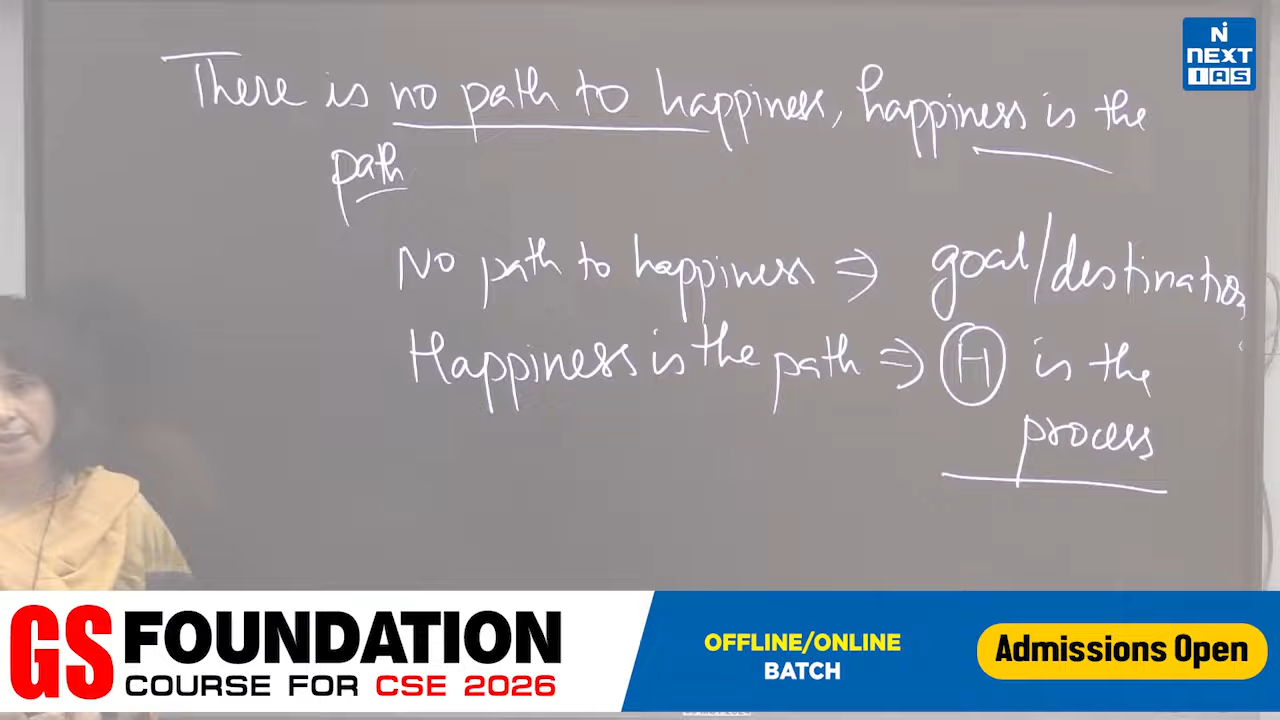 There is no path to happiness, happiness is the
path
No path to happiness ⇒ goal/destination
Happiness is the path ⇒ Ⓗ is the
process
N
NEXT
IAS
GS FOUNDATION
COURSE FOR CSE 2026
OFFLINE/ONLINE
BATCH
Admissions Open